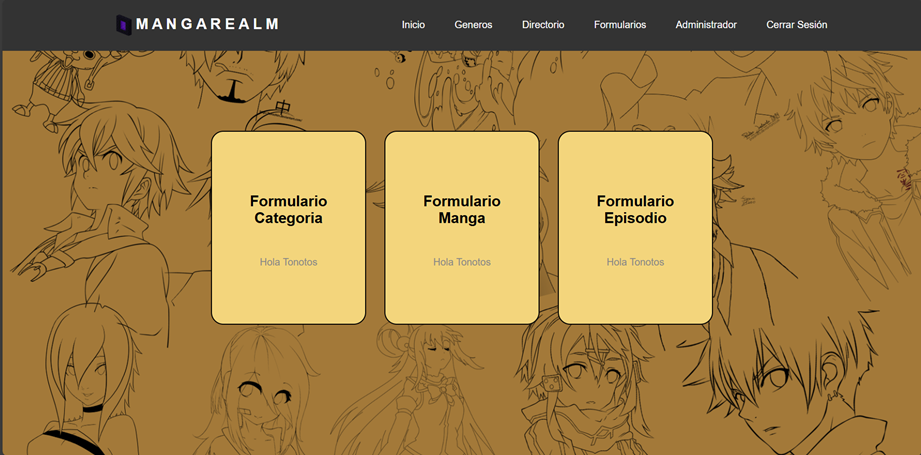 MANGAREALM
Inicio Generos Directorio Formularios Administrador Cerrar Sesión
中
Formulario
Categoria
Hola Tonotos
Formulario
Manga
Hola Tonotos
Formulario
Episodio
Hola Tonotos